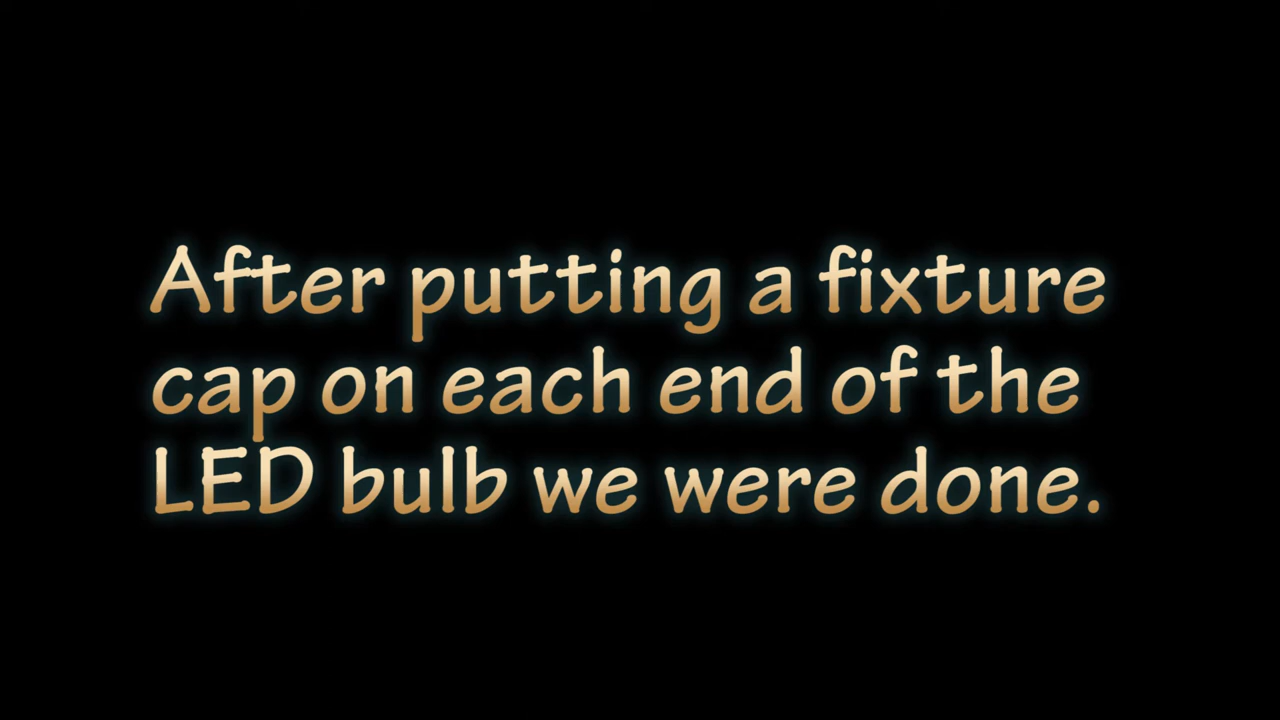 After putting a fixture
cap on each end of the
LED bulb we were done.